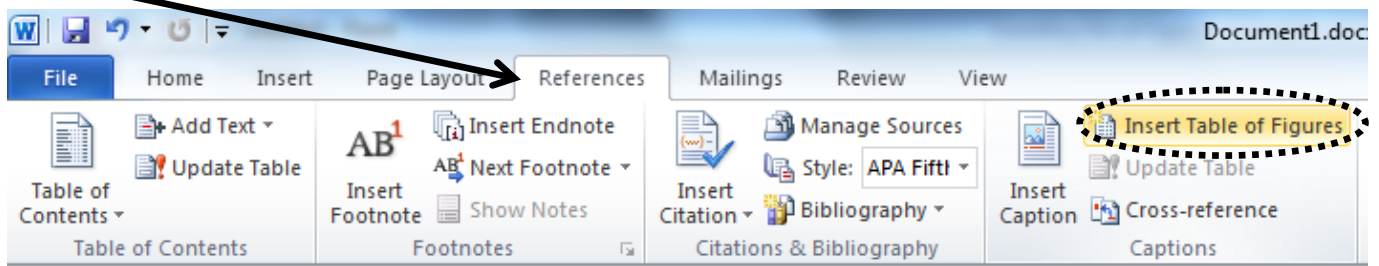 W
Document1.doc
File Home Insert Page Layout References Mailings Review View
Table of Contents
Add Text
Update Table
Table of Contents
AB1
Insert Footnote
Insert Endnote
AB1 Next Footnote
Show Notes
Footnotes
Insert Citation
Manage Sources
Style: APA Fifth
Bibliography
Citations & Bibliography
Insert Caption
Insert Table of Figures
Update Table
Cross-reference
Captions